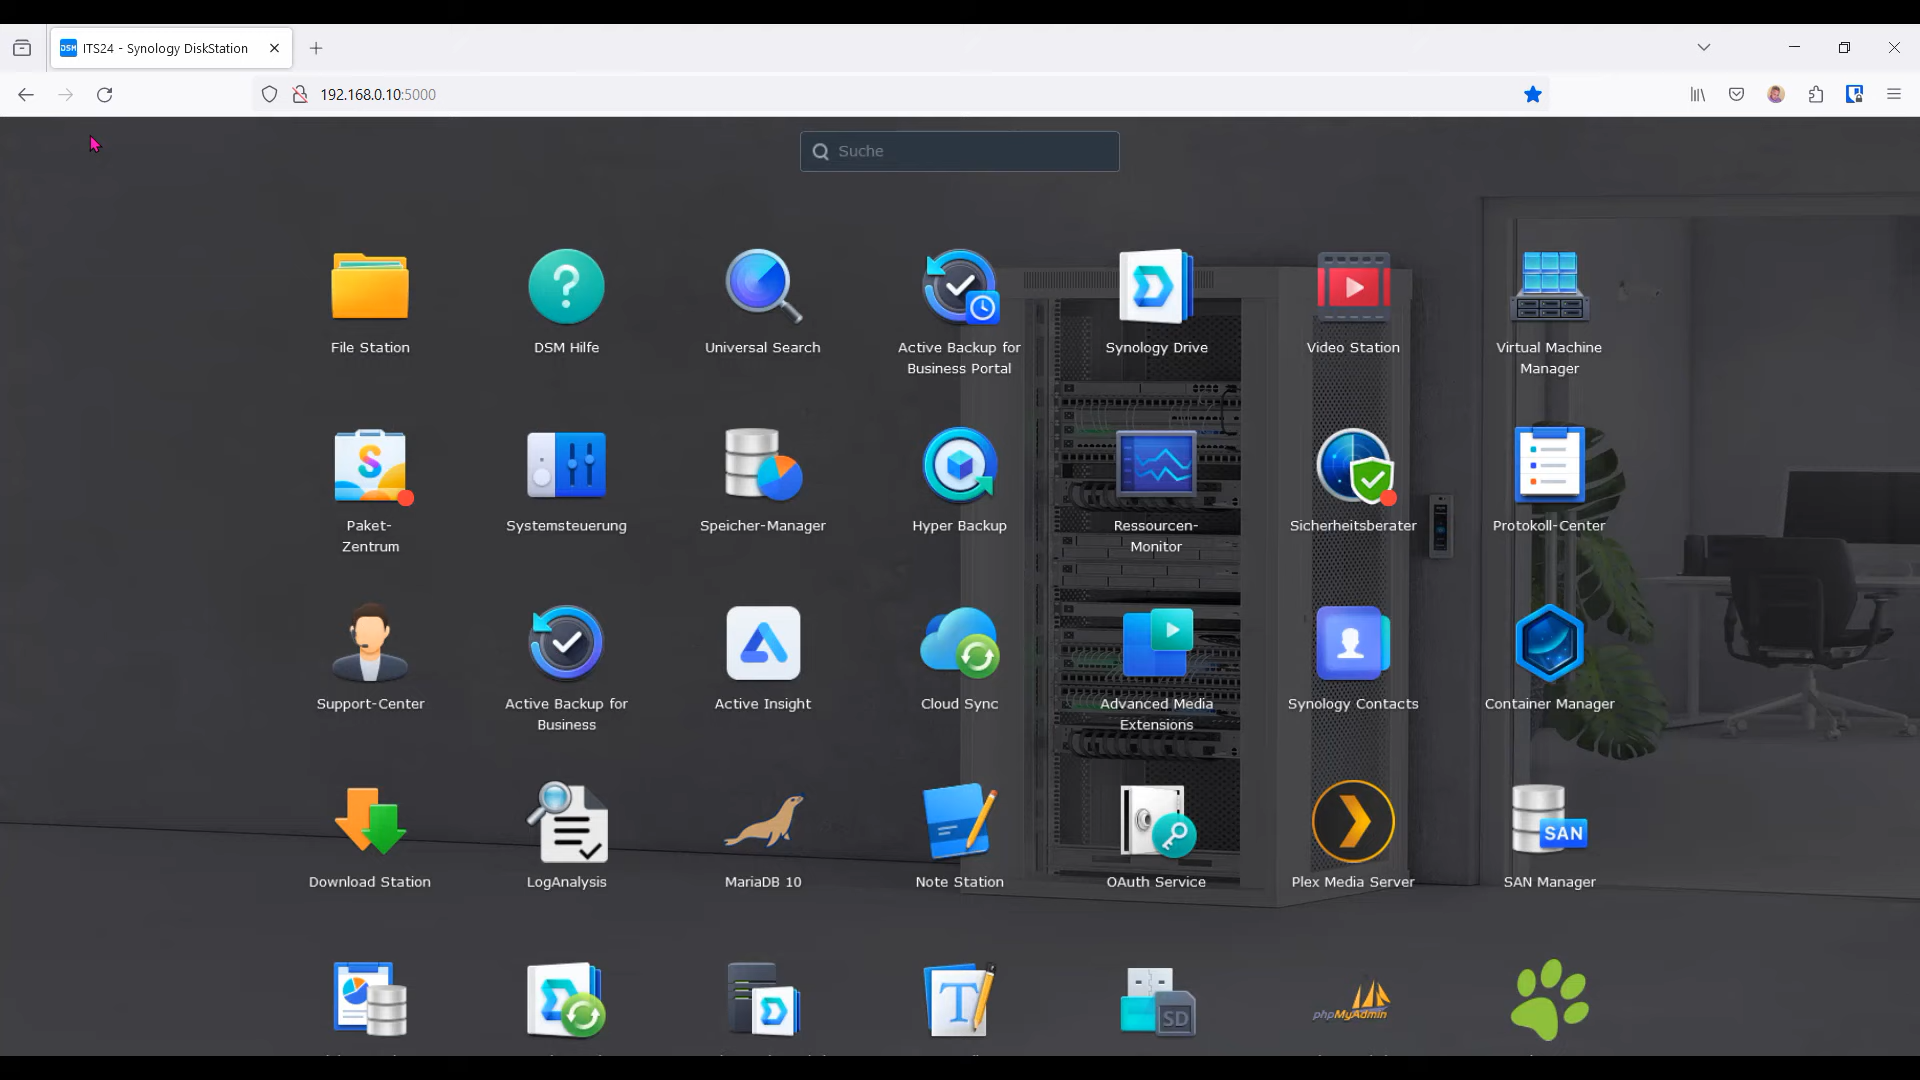 ITS24 - Synology DiskStation
192.168.0.10:5000
Suche
File Station
DSM Hilfe
Universal Search
Active Backup for
Business Portal
Synology Drive
Video Station
Virtual Machine
Manager
Paket-
Zentrum
Systemsteuerung
Speicher-Manager
Hyper Backup
Ressourcen-
Monitor
Sicherheitsberater
Protokoll-Center
Support-Center
Active Backup for
Business
Active Insight
Cloud Sync
Advanced Media
Extensions
Synology Contacts
Container Manager
SAN
Download Station
LogAnalysis
MariaDB 10
Note Station
OAuth Service
Plex Media Server
SAN Manager
SD
phpMyAdmin